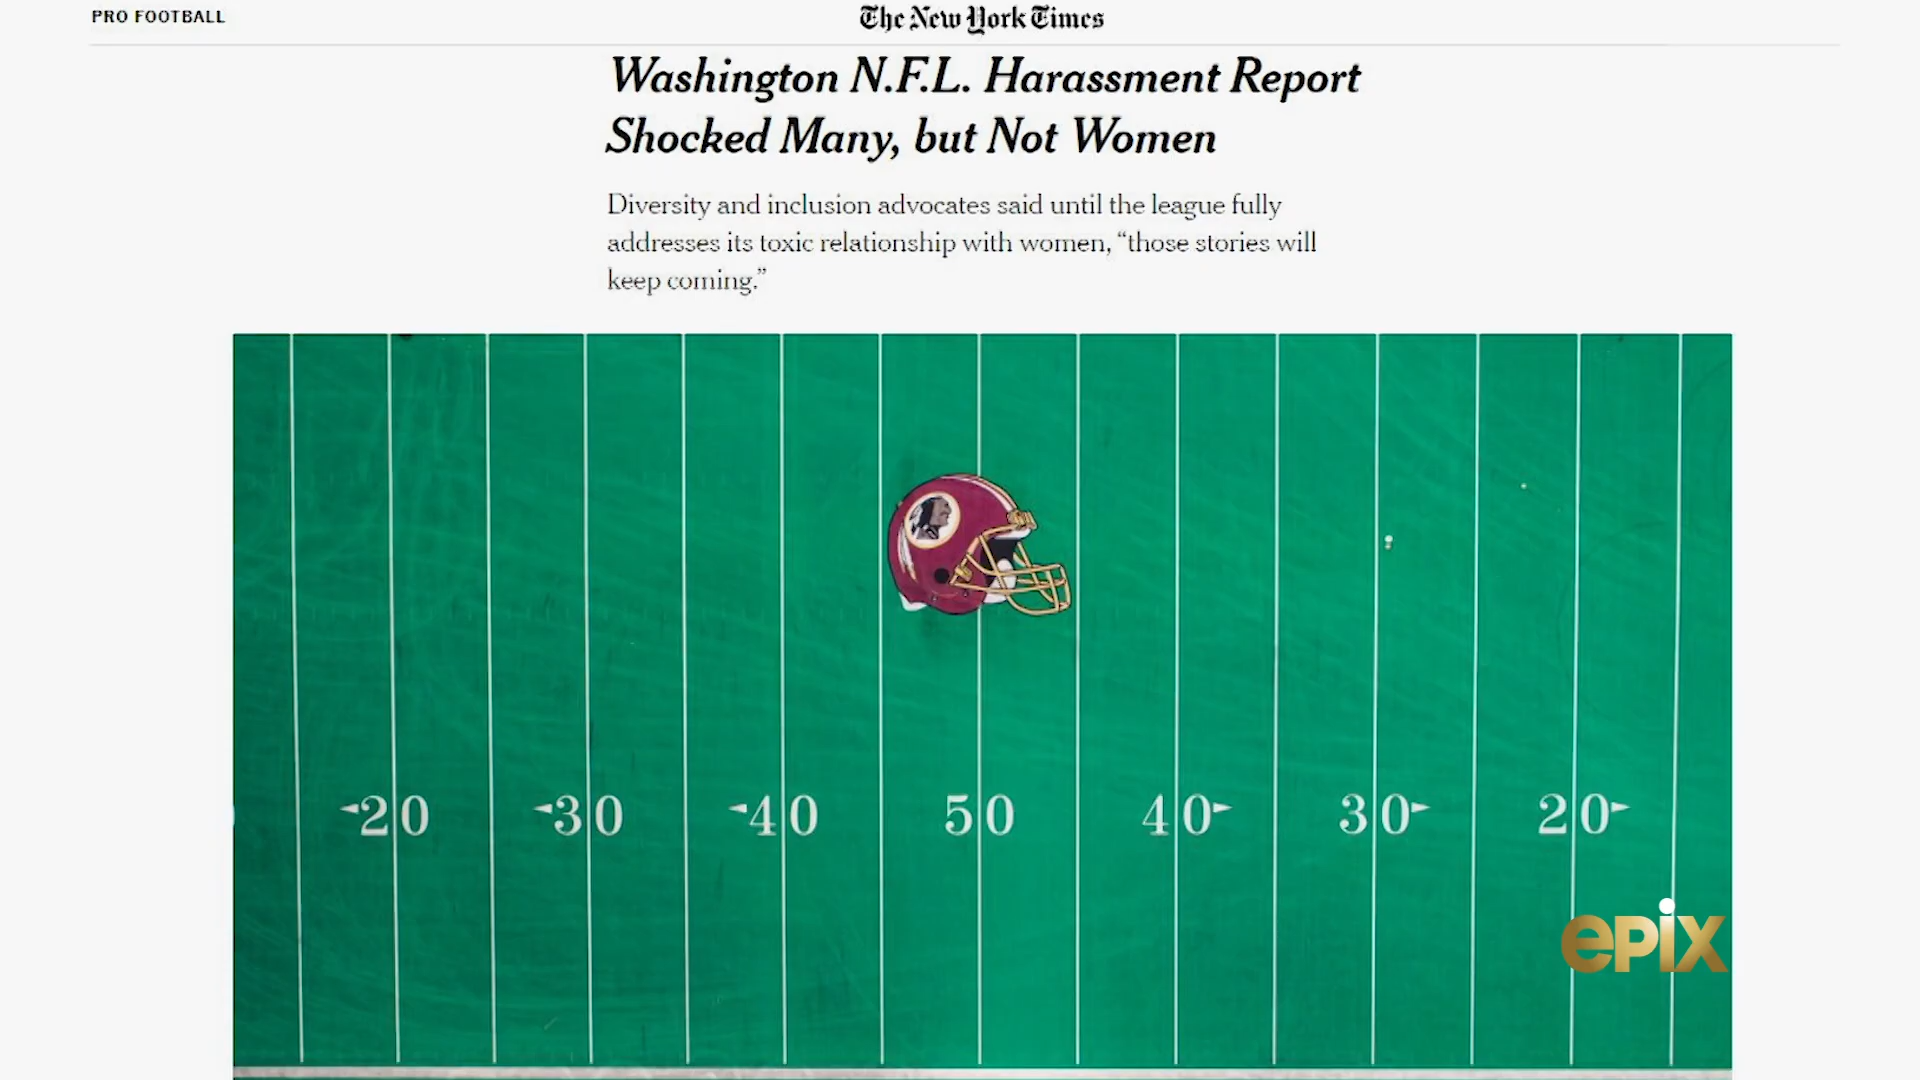 PRO FOOTBALL
The New York Times
Washington N.F.L. Harassment Report
Shocked Many, but Not Women
Diversity and inclusion advocates said until the league fully
addresses its toxic relationship with women, “those stories will
keep coming.”
20 30 40 50 40 30 20
epix